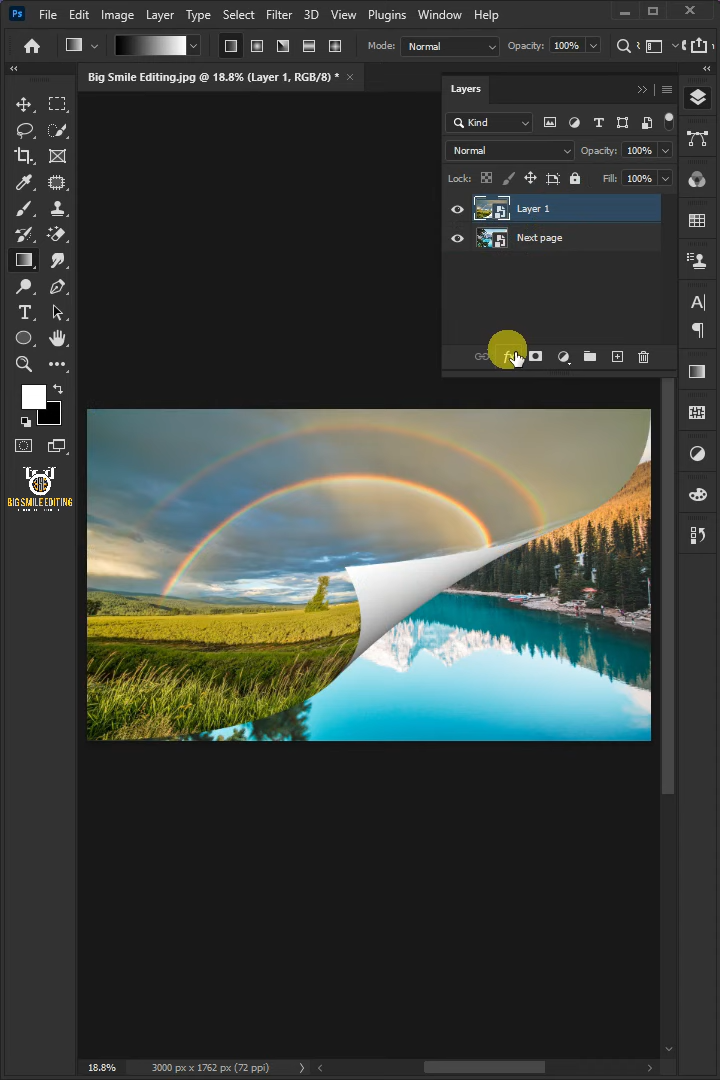 Ps File Edit Image Layer Type Select Filter 3D View Plugins Window Help
Mode: Normal Opacity: 100%
Big Smile Editing.jpg @ 18.8% (Layer 1, RGB/8) *
Layers
Kind
Normal Opacity: 100%
Lock: Fill: 100%
Layer 1
Next page
BIG SMILE EDITING
18.8% 3000 px x 1762 px (72 ppi)